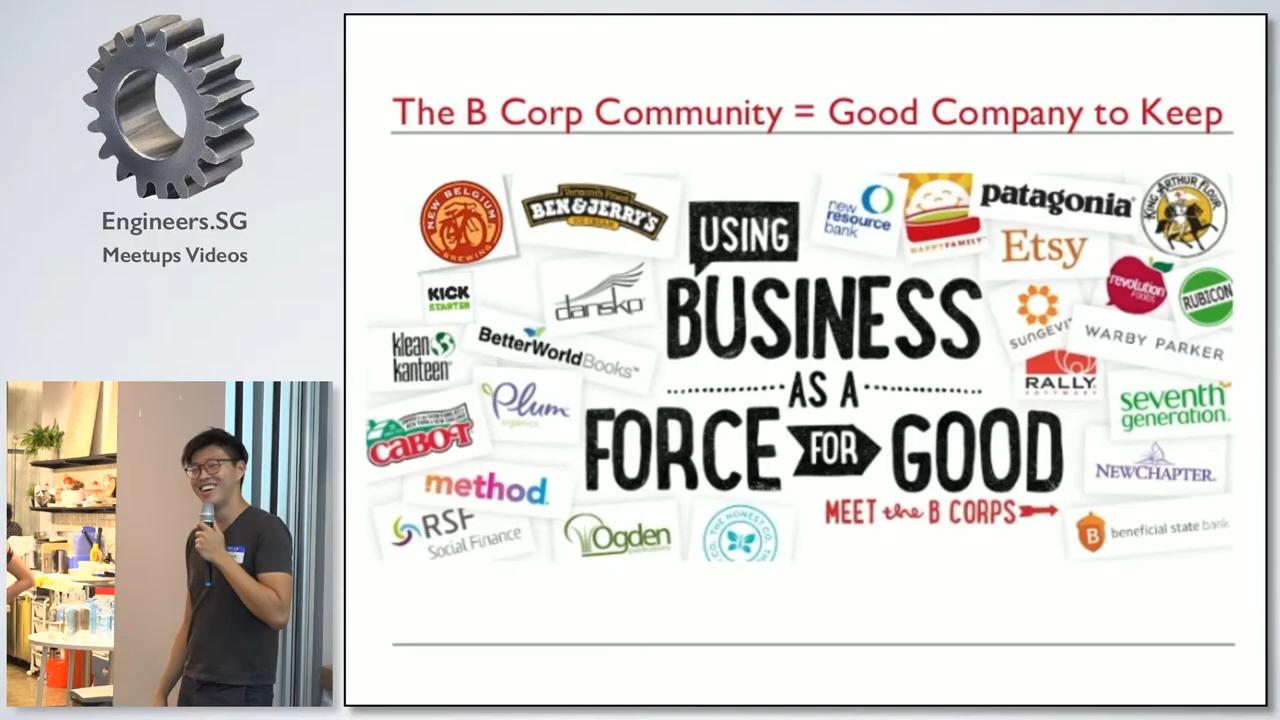 Engineers.SG
Meetups Videos
The B Corp Community = Good Company to Keep
NEW BELGIUM
BREWING
Vermont's Finest
BEN & JERRY'S
USING
new
resource
bank
HAPPYFAMILY
patagonia
KING ARTHUR FLOUR
Etsy
KICK
STARTER
dansko
BUSINESS
sungevity
revolution
FOODS
RUBICON
klean
kanteen
BetterWorldBooks
WARBY PARKER
AS A
RALLY
SOFTWARE
Plum
organics
seventh
generation
CABOT
FORCE FOR GOOD
method.
NEWCHAPTER
MEET the B CORPS
RSF
Social Finance
Ogden
THE HONEST CO.
beneficial state bank